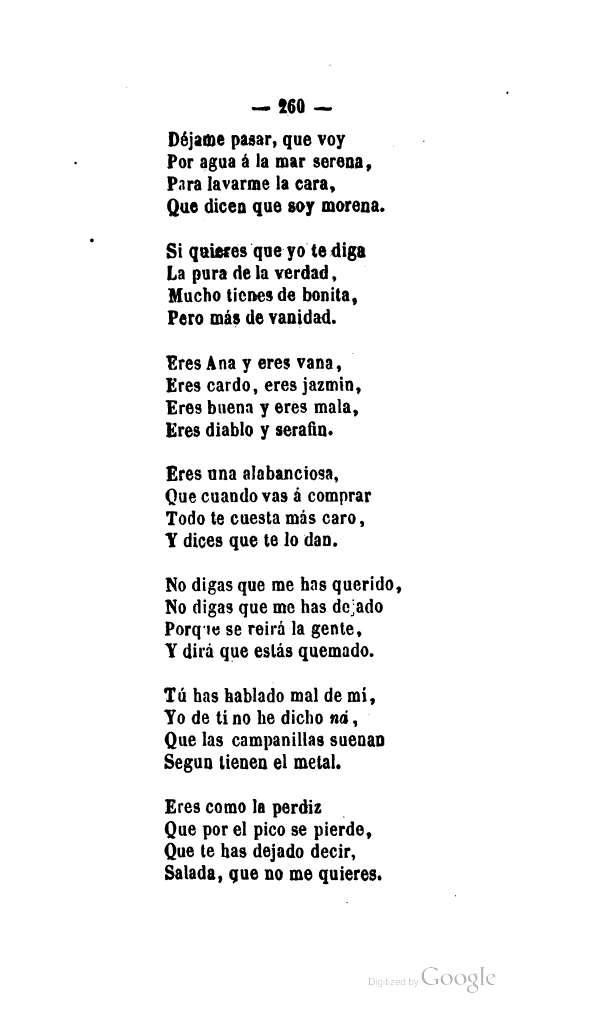 — 260 —
Déjame pasar, que voy
Por agua á la mar serena,
Para lavarme la cara,
Que dicen que soy morena.
Si quieres que yo te diga
La pura de la verdad,
Mucho tienes de bonita,
Pero más de vanidad.
Eres Ana y eres vana,
Eres cardo, eres jazmin,
Eres buena y eres mala,
Eres diablo y serafin.
Eres una alabanciosa,
Que cuando vas á comprar
Todo te cuesta más caro,
Y dices que te lo dan.
No digas que me has querido,
No digas que me has dejado
Porque se reirá la gente,
Y dirá que estás quemado.
Tú has hablado mal de mí,
Yo de ti no he dicho ná,
Que las campanillas suenan
Segun tienen el metal.
Eres como la perdiz
Que por el pico se pierde,
Que te has dejado decir,
Salada, que no me quieres.
Digitized by Google